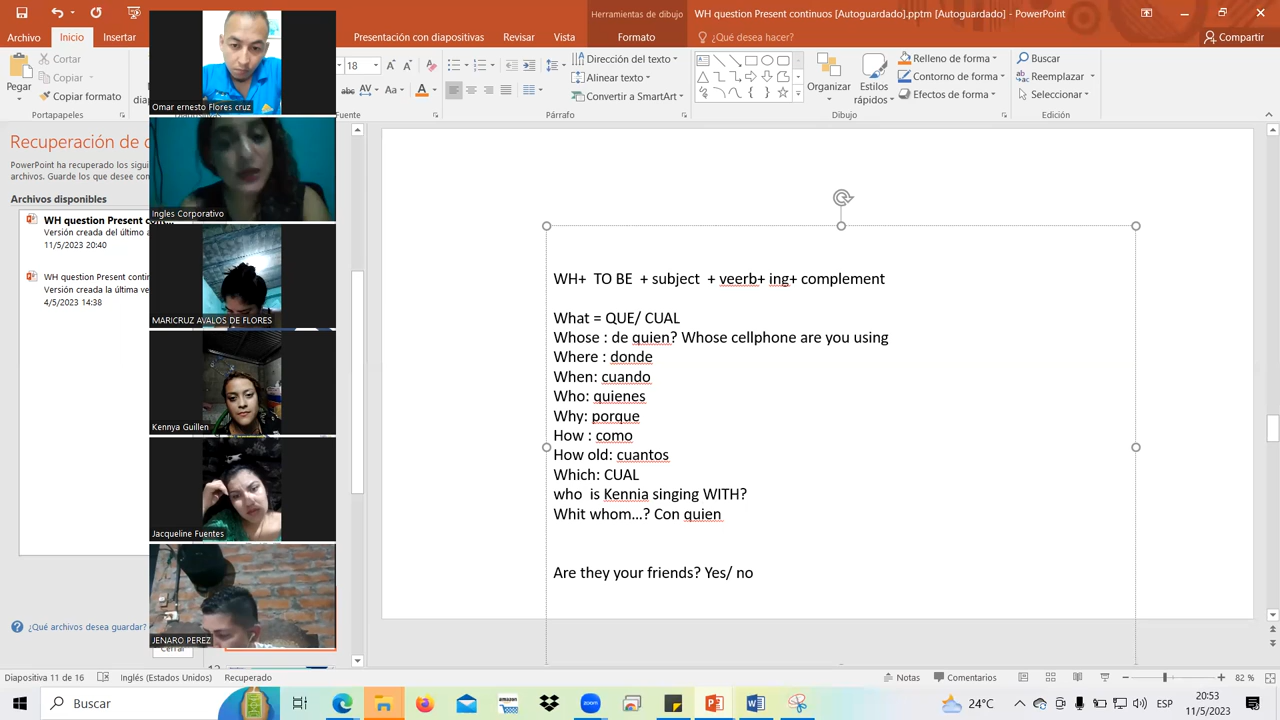 Herramientas de dibujo
WH question Present continuos [Autoguardado].pptm [Autoguardado] - PowerPoint
Archivo
Inicio
Insertar
Presentación con diapositivas
Revisar
Vista
Formato
¿Qué desea hacer?
Compartir
Cortar
Copiar
Copiar formato
Pegar
Portapapeles
18
Aa
A
Fuente
Dirección del texto
Alinear texto
Convertir a SmartArt
Párrafo
Organizar
Estilos
rápidos
Relleno de forma
Contorno de forma
Efectos de forma
Dibujo
Buscar
Reemplazar
Seleccionar
Edición
Recuperación de
PowerPoint ha recuperado los siguient
archivos. Guarde los que desee con
Archivos disponibles
WH question Present cont...
Versión creada del último a
11/5/2023 20:40
WH question Present contin
Versión creada la última ve
4/5/2023 14:38
¿Qué archivos desea guardar?
Cerrar
Omar ernesto Flores cruz
Ingles Corporativo
MARICRUZ AVALOS DE FLORES
Kennya Guillen
Jacqueline Fuentes
JENARO PEREZ
WH+ TO BE + subject + veerb+ ing+ complement
What = QUE/ CUAL
Whose : de quien? Whose cellphone are you using
Where : donde
When: cuando
Who: quienes
Why: porque
How : como
How old: cuantos
Which: CUAL
who is Kennia singing WITH?
Whit whom...? Con quien
Are they your friends? Yes/ no
Diapositiva 11 de 16
Inglés (Estados Unidos)
Recuperado
Notas
Comentarios
82 %
Buscar
amazon
zoom
24°C
ESP
20:53
11/5/2023